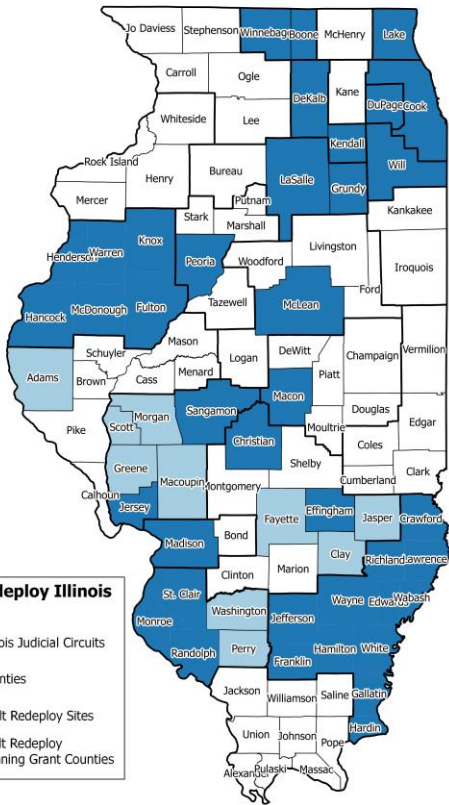 Jo Daviess
Stephenson
Winnebago
Boone
McHenry
Lake
Carroll
Ogle
DeKalb
Kane
DuPage
Cook
Whiteside
Lee
Kendall
Will
Rock Island
Henry
Bureau
LaSalle
Grundy
Mercer
Putnam
Stark
Marshall
Kankakee
Henderson
Warren
Knox
Peoria
Woodford
Livingston
Ford
Iroquois
Hancock
McDonough
Fulton
Tazewell
McLean
Mason
Schuyler
Logan
DeWitt
Champaign
Vermilion
Adams
Brown
Cass
Menard
Piatt
Macon
Morgan
Scott
Sangamon
Douglas
Moultrie
Edgar
Pike
Christian
Coles
Greene
Shelby
Macoupin
Cumberland
Clark
Calhoun
Montgomery
Jersey
Fayette
Effingham
Jasper
Crawford
Madison
Bond
Clay
Richland
Lawrence
Clinton
Marion
St. Clair
Washington
Wayne
Edwards
Wabash
Monroe
Jefferson
Randolph
Perry
Hamilton
White
Franklin
Jackson
Williamson
Saline
Gallatin
Hardin
Union
Johnson
Pope
Alexander
Pulaski
Massac
deploy Illinois
ois Judicial Circuits
nties
lt Redeploy Sites
lt Redeploy
nning Grant Counties